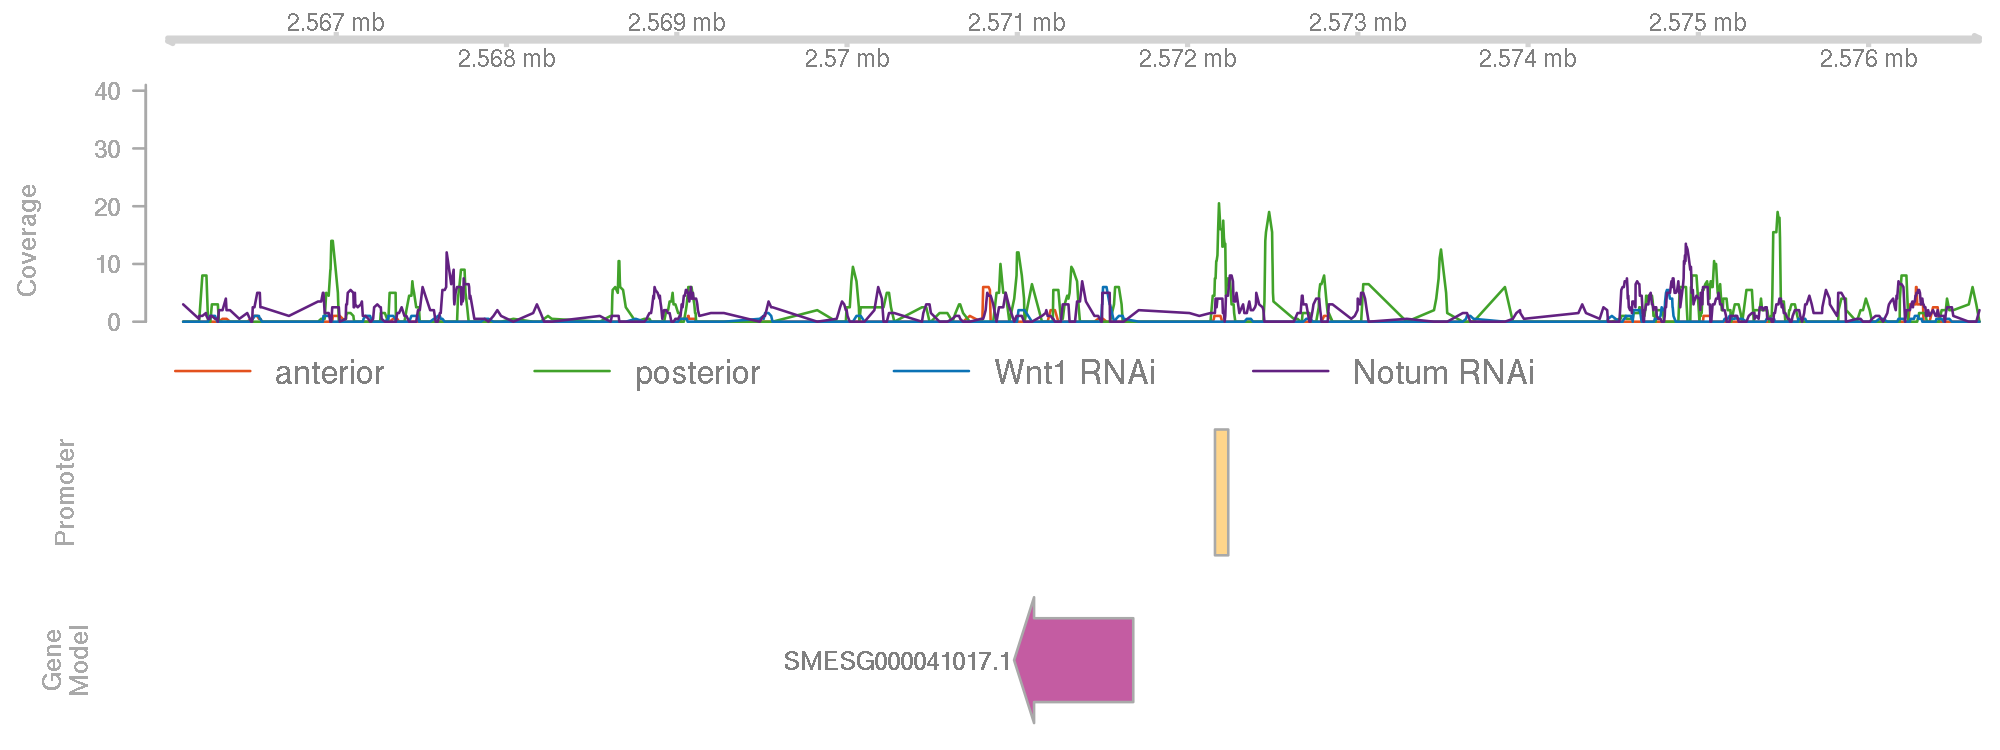 2.567 mb 2.569 mb 2.571 mb 2.573 mb 2.575 mb
2.568 mb 2.57 mb 2.572 mb 2.574 mb 2.576 mb
40
30
20
10
0
Coverage
anterior posterior Wnt1 RNAi Notum RNAi
Promoter
Gene
Model
SMESG000041017.1